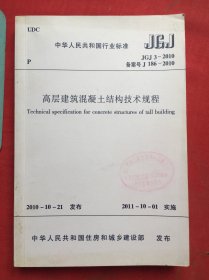 UDC
中华人民共和国行业标准
JGJ
P
JGJ 3-2010
备案号 J 186-2010
高层建筑混凝土结构技术规程
Technical specification for concrete structures of tall building
2010-10-21 发布
2011-10-01 实施
中华人民共和国住房和城乡建设部 发布